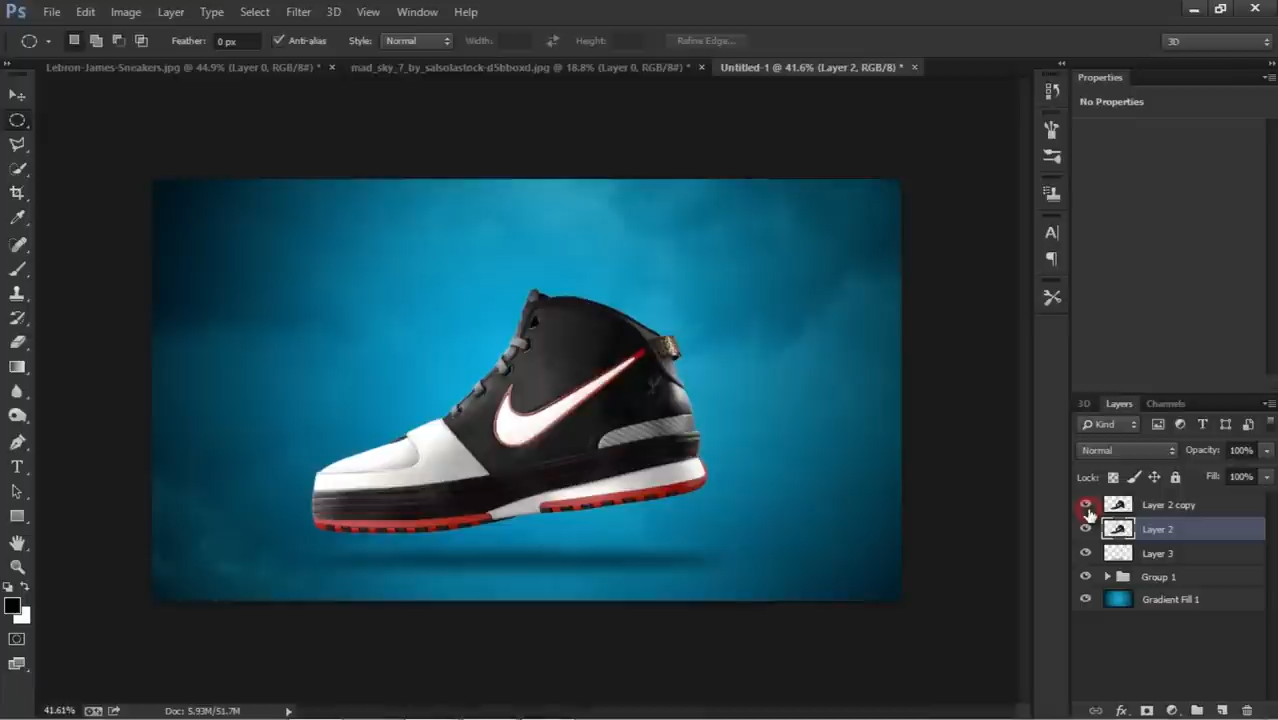 Ps File Edit Image Layer Type Select Filter 3D View Window Help
Feather: 0 px Anti-alias Style: Normal Width: Height: Refine Edge... 3D
Lebron-James-Sneakers.jpg @ 44.9% (Layer 0, RGB/8#) * × mad_sky_7_by_salsolastock-d5bboxd.jpg @ 18.8% (Layer 0, RGB/8#) * × Untitled-1 @ 41.6% (Layer 2, RGB/8) * ×
Properties
No Properties
3D Layers Channels
Kind
Normal Opacity: 100%
Lock: Fill: 100%
Layer 2 copy
Layer 2
Layer 3
Group 1
Gradient Fill 1
41.61% Doc: 5.93M/51.7M